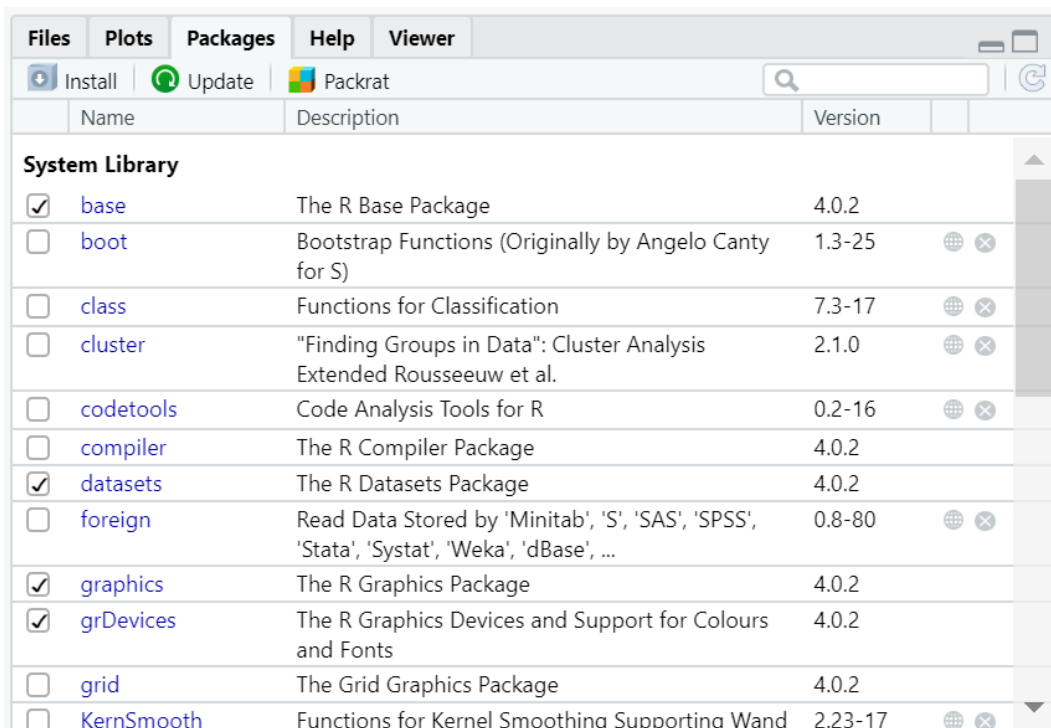 Files Plots Packages Help Viewer
Install Update Packrat
Name Description Version
System Library
base The R Base Package 4.0.2
boot Bootstrap Functions (Originally by Angelo Canty 1.3-25
for S)
class Functions for Classification 7.3-17
cluster "Finding Groups in Data": Cluster Analysis 2.1.0
Extended Rousseeuw et al.
codetools Code Analysis Tools for R 0.2-16
compiler The R Compiler Package 4.0.2
datasets The R Datasets Package 4.0.2
foreign Read Data Stored by 'Minitab', 'S', 'SAS', 'SPSS', 0.8-80
'Stata', 'Systat', 'Weka', 'dBase', ...
graphics The R Graphics Package 4.0.2
grDevices The R Graphics Devices and Support for Colours 4.0.2
and Fonts
grid The Grid Graphics Package 4.0.2
KernSmooth Functions for Kernel Smoothing Supporting Wand 2.23-17